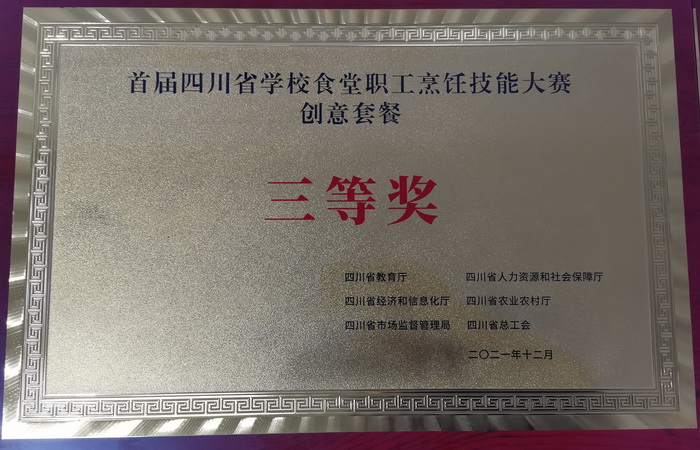 首届四川省学校食堂职工烹饪技能大赛
创意套餐
三等奖
四川省教育厅 四川省人力资源和社会保障厅
四川省经济和信息化厅 四川省农业农村厅
四川省市场监督管理局 四川省总工会
二〇二一年十二月